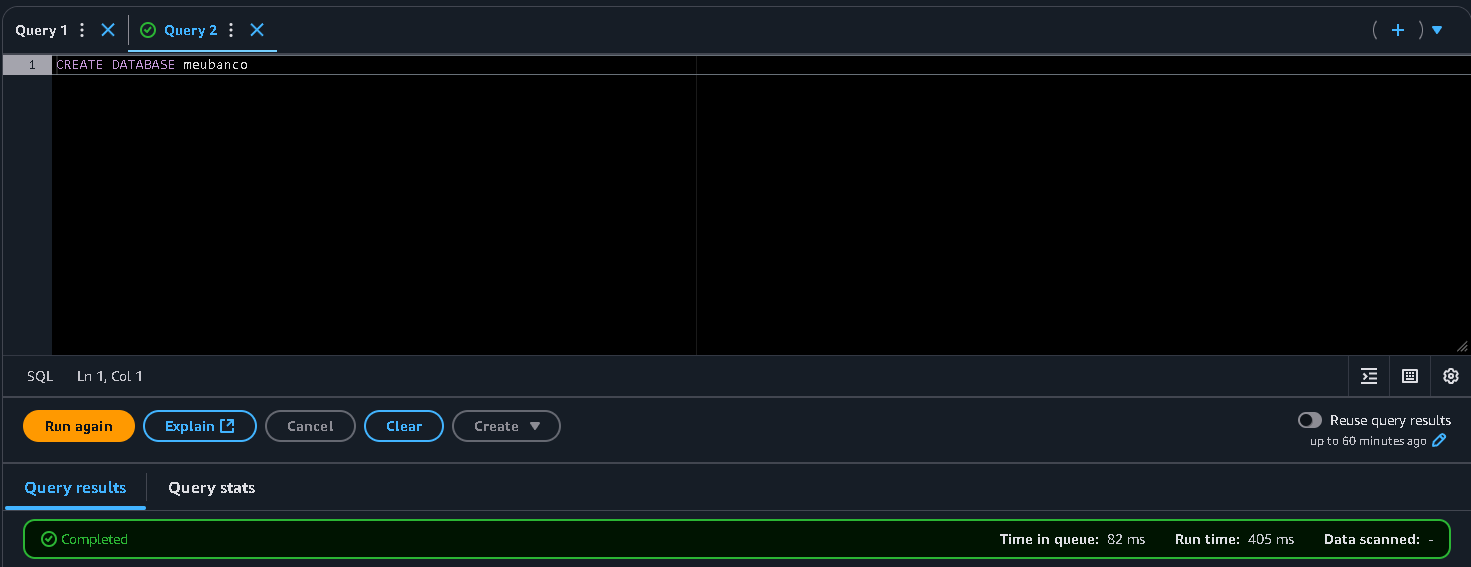 Query 1 Query 2 ( + )
1 CREATE DATABASE meubanco
SQL Ln 1, Col 1
Run again Explain Cancel Clear Create Reuse query results
up to 60 minutes ago
Query results Query stats
Completed Time in queue: 82 ms Run time: 405 ms Data scanned: -